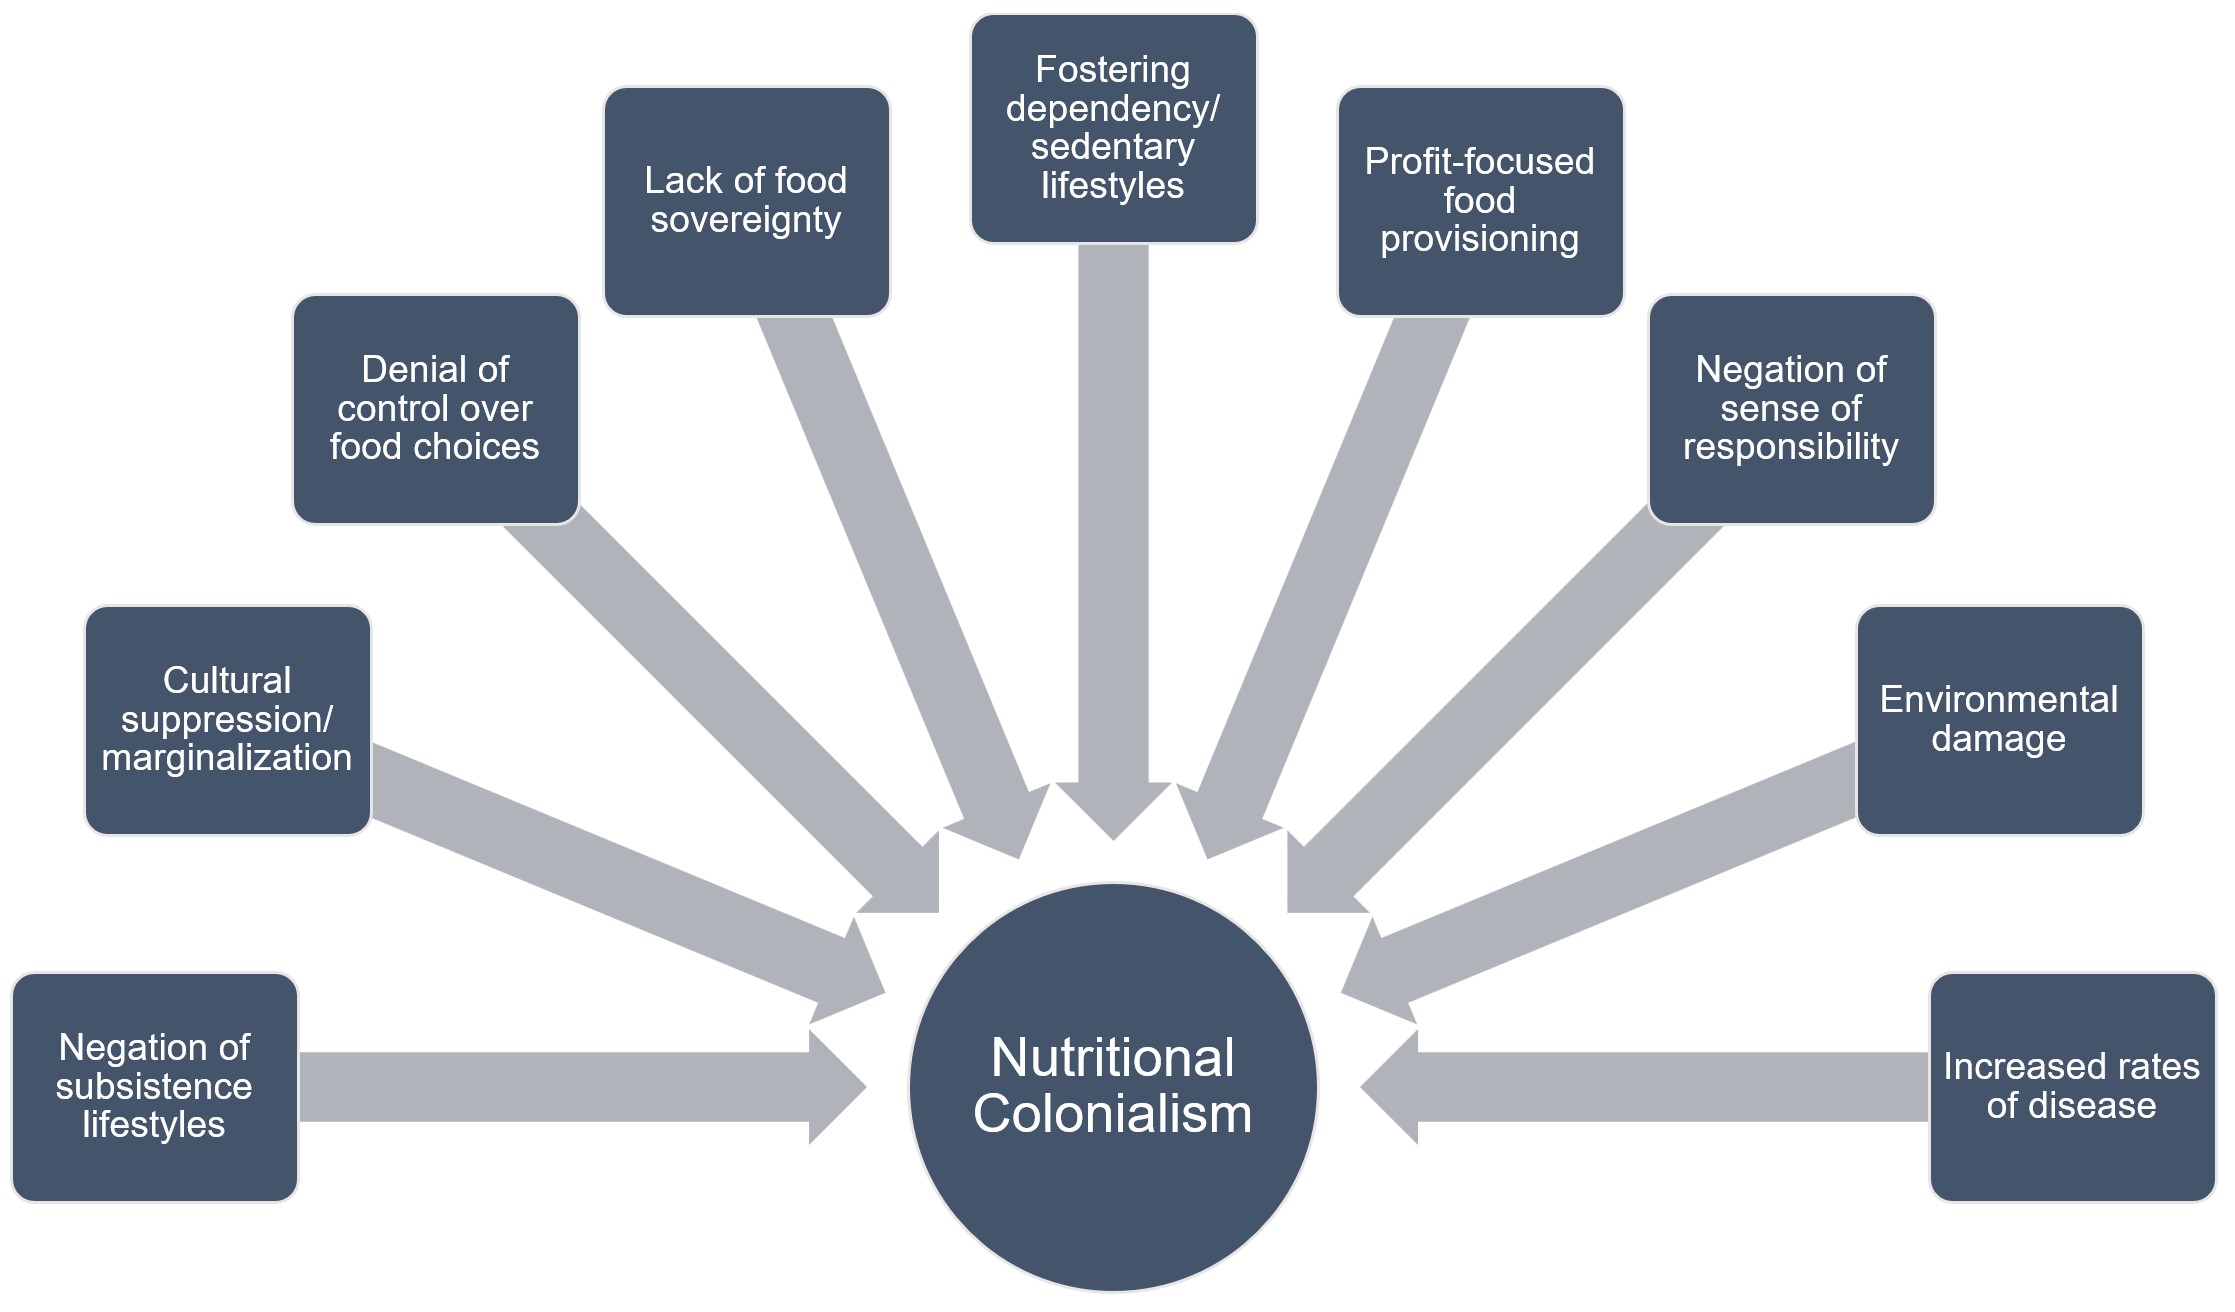 Fostering
dependency/
sedentary
lifestyles
Lack of food
sovereignty
Profit-focused
food
provisioning
Denial of
control over
food choices
Negation of
sense of
responsibility
Cultural
suppression/
marginalization
Environmental
damage
Negation of
subsistence
lifestyles
Nutritional
Colonialism
Increased rates
of disease